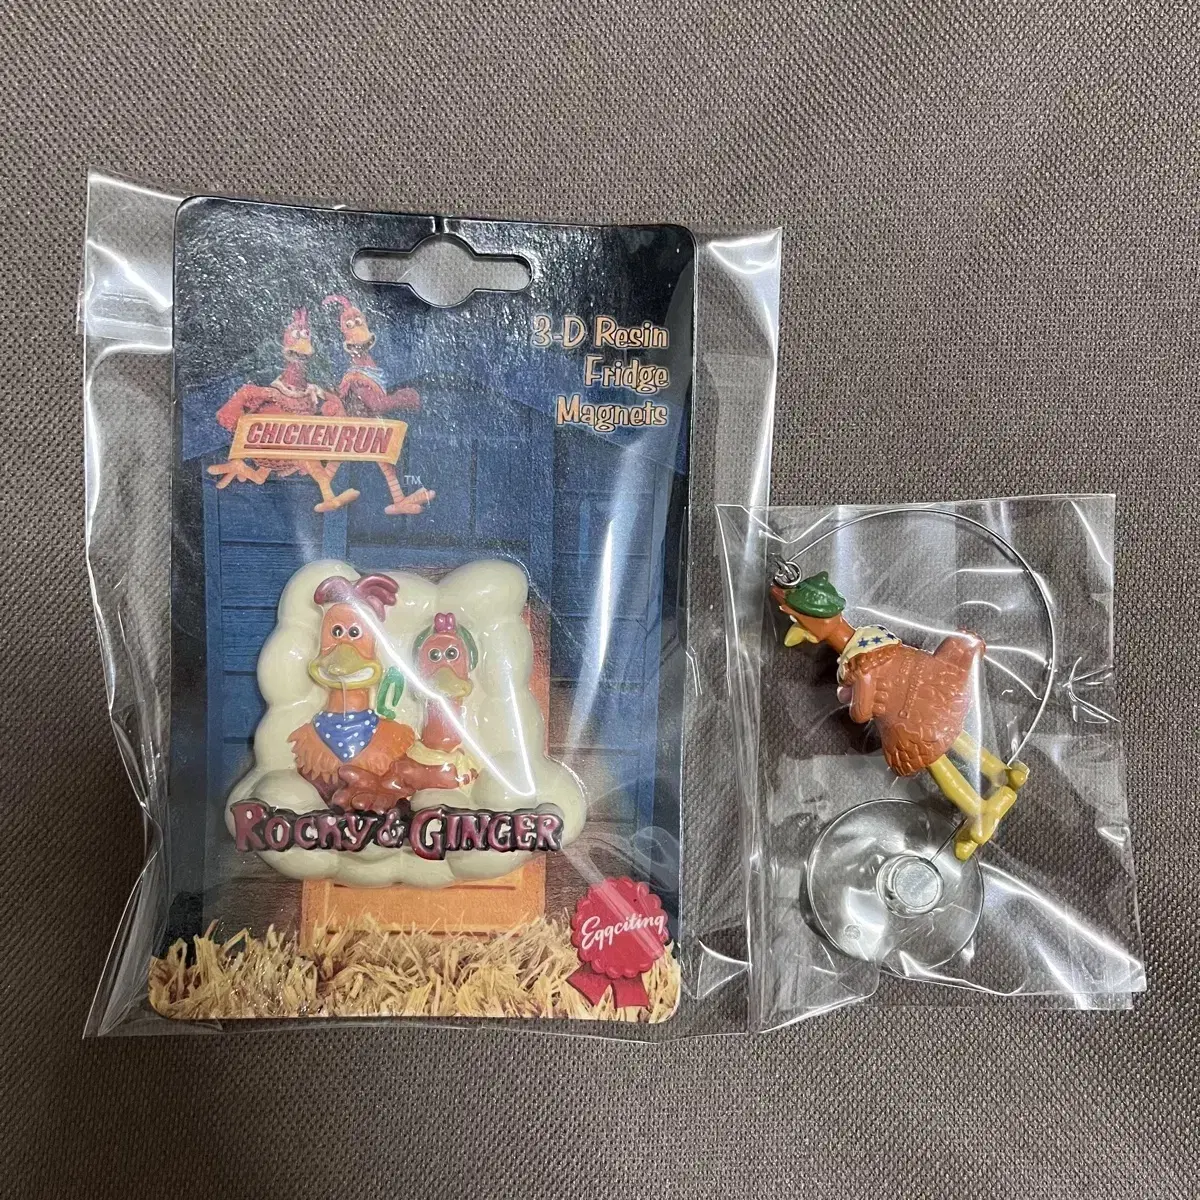 3-D Resin
Fridge
Magnets
CHICKEN RUN
TM
ROCKY & GINGER
Eggciting